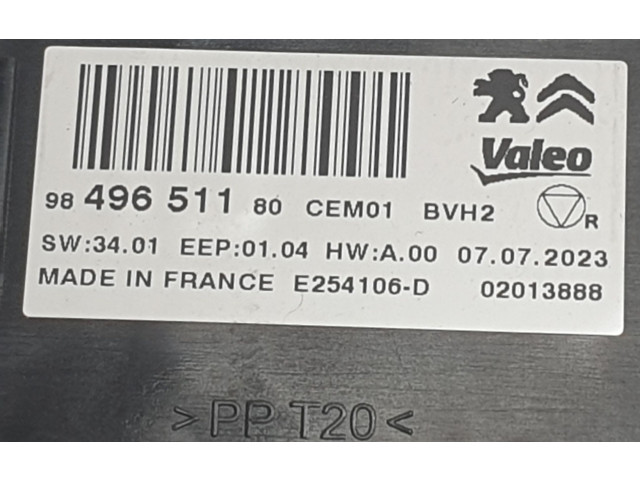 Valeo
98 496 511 80 CEM01 BVH2 R
SW:34.01 EEP:01.04 HW:A.00 07.07.2023
MADE IN FRANCE E254106-D 02013888
>PP T20<